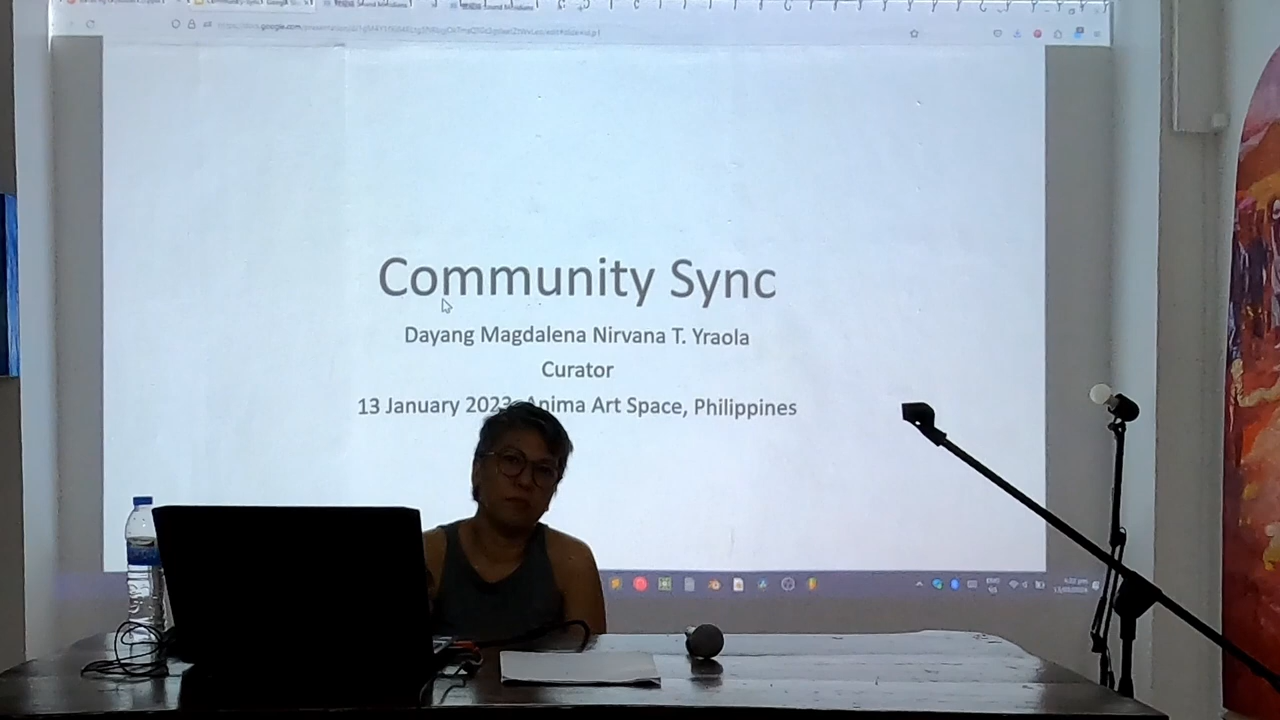 Community Sync
Dayang Magdalena Nirvana T. Yraola
Curator
13 January 2023, Anima Art Space, Philippines